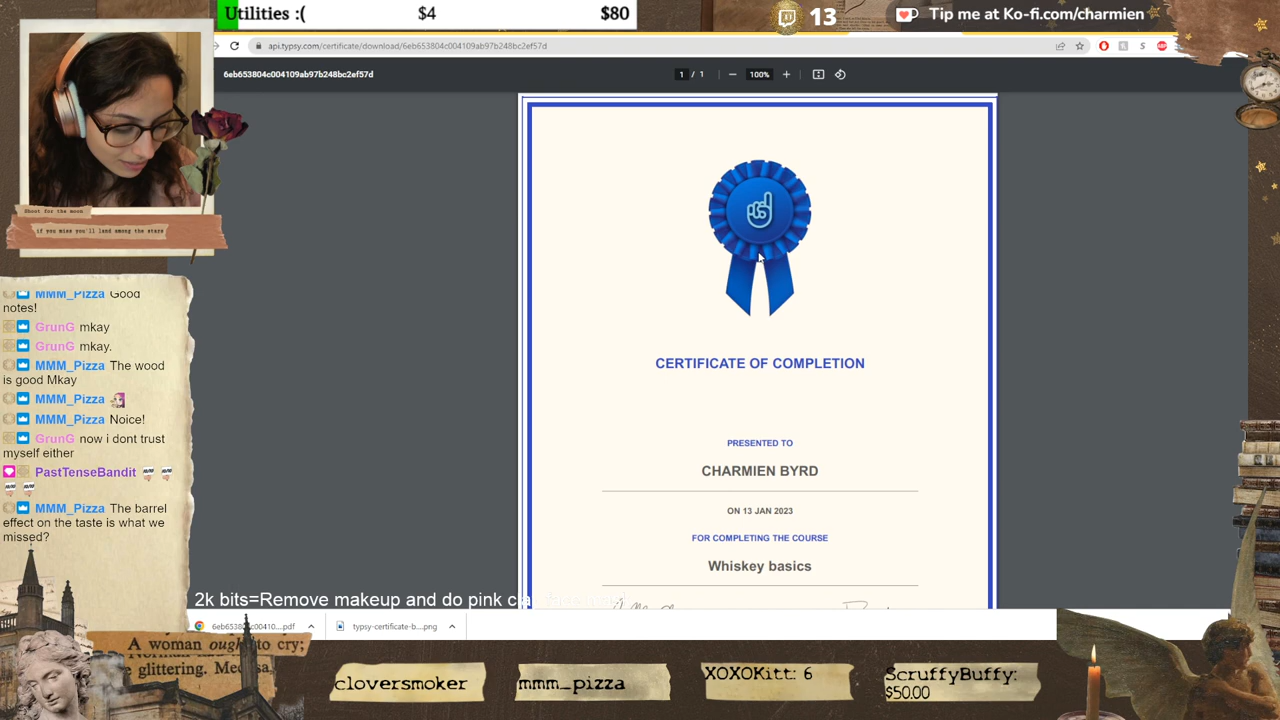 Utilities :( $4 $80
13
Tip me at Ko-fi.com/charmien
api.typsy.com/certificate/download/6eb653804c004109ab97b248bc2ef57d
6eb653804c004109ab97b248bc2ef57d
1 / 1
100%
Shoot for the moon
if you miss you'll land among the stars
MMM_Pizza Good
notes!
GrunG mkay
GrunG mkay.
MMM_Pizza The wood
is good Mkay
MMM_Pizza
MMM_Pizza Noice!
GrunG now i dont trust
myself either
PastTenseBandit
MMM_Pizza The barrel
effect on the taste is what we
missed?
CERTIFICATE OF COMPLETION
PRESENTED TO
CHARMIEN BYRD
ON 13 JAN 2023
FOR COMPLETING THE COURSE
Whiskey basics
2k bits=Remove makeup and do pink
6eb653804c00410....pdf
typsy-certificate-b....png
A woman ought to cry;
glittering.
cloversmoker
mmm_pizza
XOXOKitt: 6
ScruffyBuffy:
$50.00